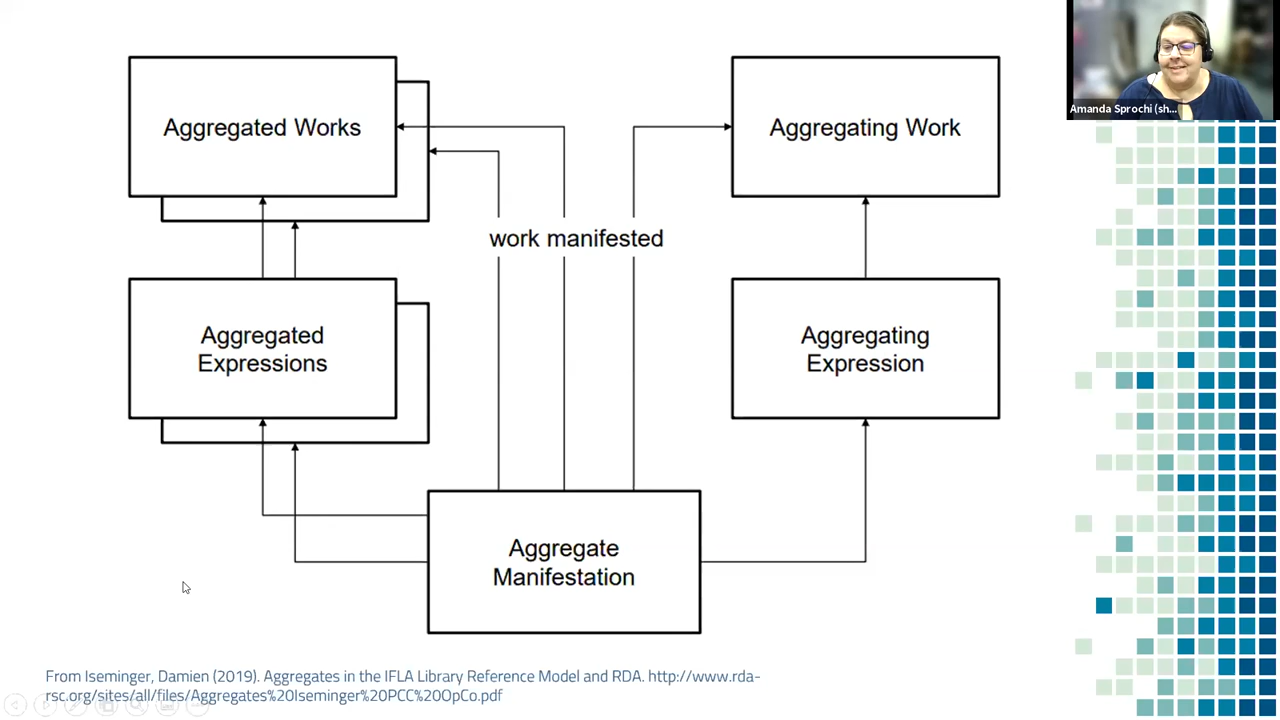 Aggregated Works
Aggregating Work
Amanda Sprochi (sh...
work manifested
Aggregated
Expressions
Aggregating
Expression
Aggregate
Manifestation
From Iseminger, Damien (2019). Aggregates in the IFLA Library Reference Model and RDA. http://www.rda-
rsc.org/sites/all/files/Aggregates%20Iseminger%20PCC%20OpCo.pdf